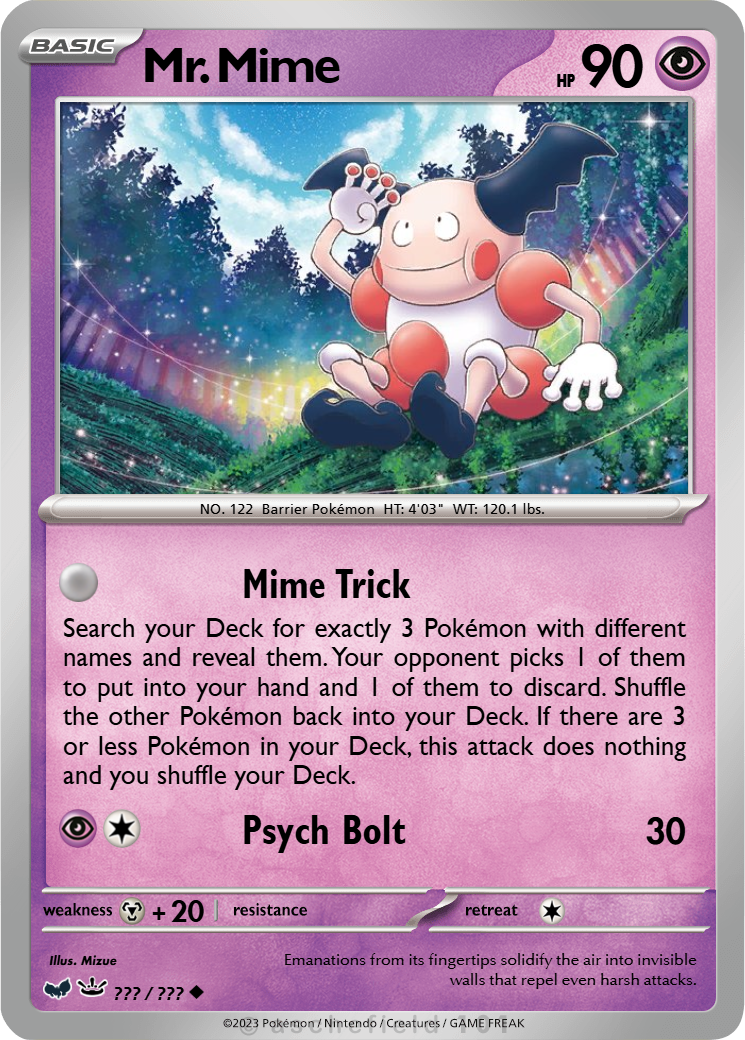 BASIC
Mr. Mime
HP 90
NO. 122 Barrier Pokémon HT: 4'03" WT: 120.1 lbs.
Mime Trick
Search your Deck for exactly 3 Pokémon with different
names and reveal them. Your opponent picks 1 of them
to put into your hand and 1 of them to discard. Shuffle
the other Pokémon back into your Deck. If there are 3
or less Pokémon in your Deck, this attack does nothing
and you shuffle your Deck.
Psych Bolt 30
weakness + 20 resistance retreat
Illus. Mizue
Emanations from its fingertips solidify the air into invisible
walls that repel even harsh attacks.
??? / ???
©2023 Pokémon / Nintendo / Creatures / GAME FREAK